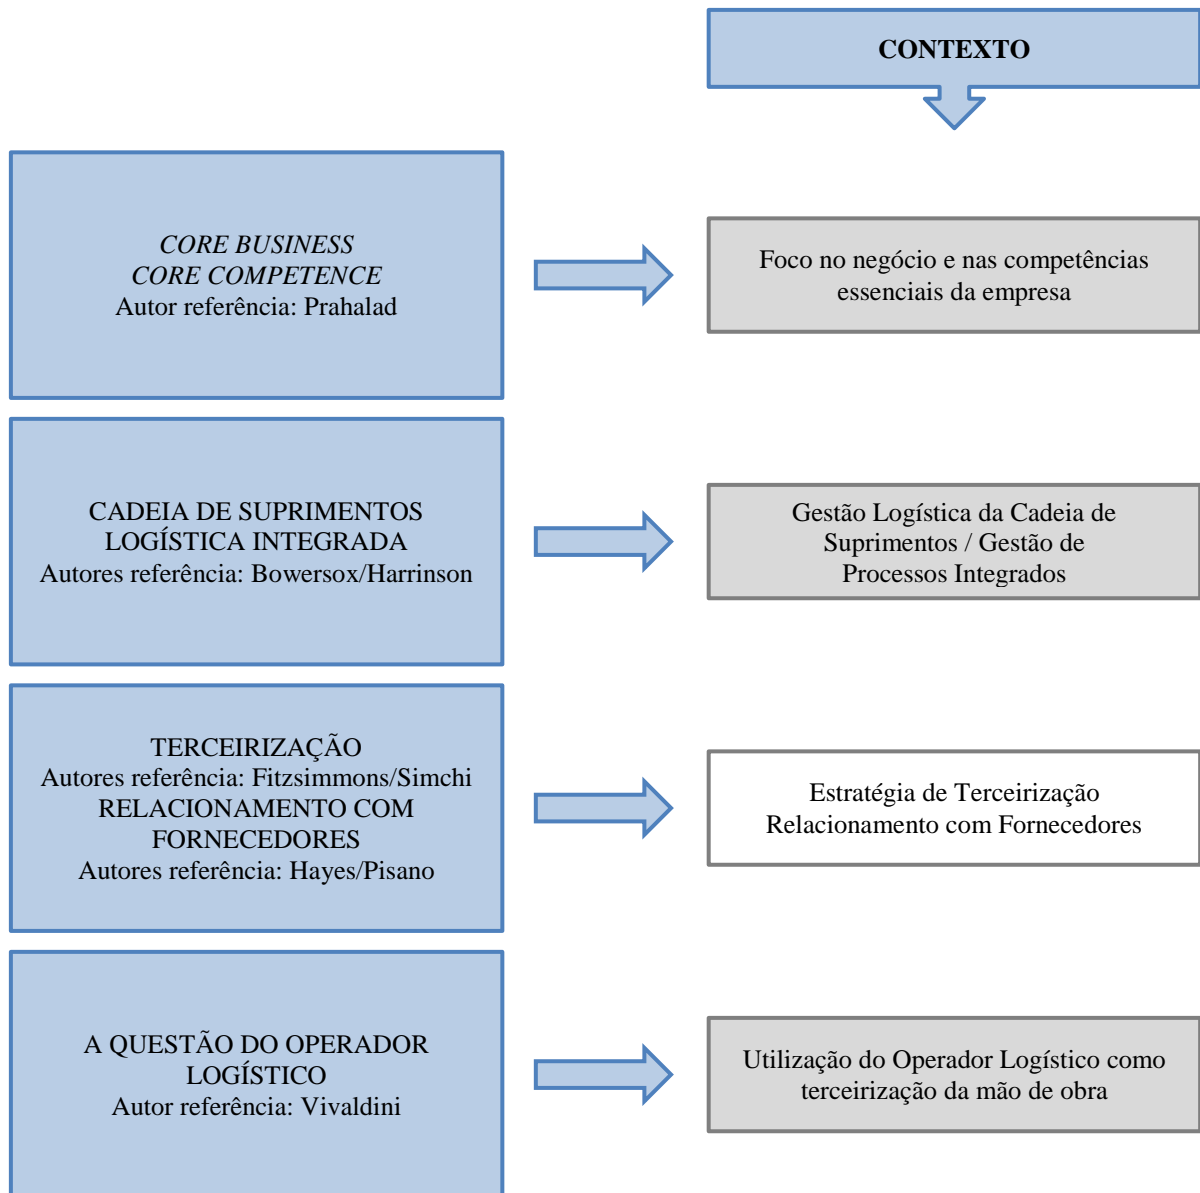 CONTEXTO
CORE BUSINESS
CORE COMPETENCE
Autor referência: Prahalad
Foco no negócio e nas competências
essenciais da empresa
CADEIA DE SUPRIMENTOS
LOGÍSTICA INTEGRADA
Autores referência: Bowersox/Harrinson
Gestão Logística da Cadeia de
Suprimentos / Gestão de
Processos Integrados
TERCEIRIZAÇÃO
Autores referência: Fitzsimmons/Simchi
RELACIONAMENTO COM
FORNECEDORES
Autores referência: Hayes/Pisano
Estratégia de Terceirização
Relacionamento com Fornecedores
A QUESTÃO DO OPERADOR
LOGÍSTICO
Autor referência: Vivaldini
Utilização do Operador Logístico como
terceirização da mão de obra